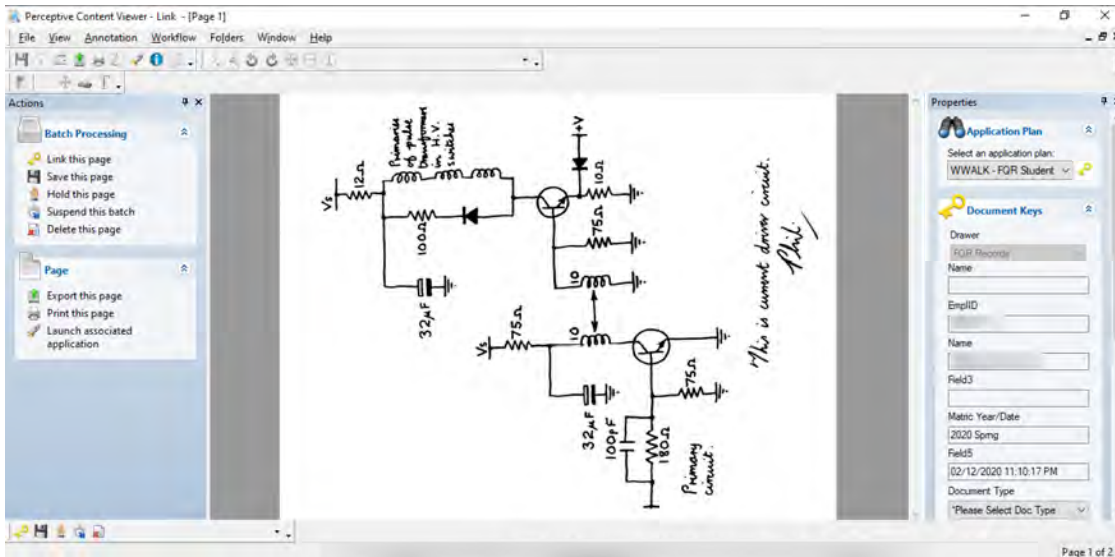 Perceptive Content Viewer - Link - [Page 1]
File View Annotation Workflow Folders Window Help
Actions
Batch Processing
Link this page
Save this page
Hold this page
Suspend this batch
Delete this page
Page
Export this page
Print this page
Launch associated
application
Primaries
of pulse
transformers
in H.V.
switches
Vs
12Ω
100Ω
32µF
+V
10Ω
75Ω
10
10
Vs
75Ω
32µF
100pF
180Ω
75Ω
Primary
circuit.
This is current driver circuit.
Phil.
Properties
Application Plan
Select an application plan:
WWALK - FQR Student
Document Keys
Drawer
FQR Records
Name
EmplID
Name
Field3
Matric Year/Date
2020 Spring
Field5
02/12/2020 11:10:17 PM
Document Type
*Please Select Doc Type
Page 1 of 2